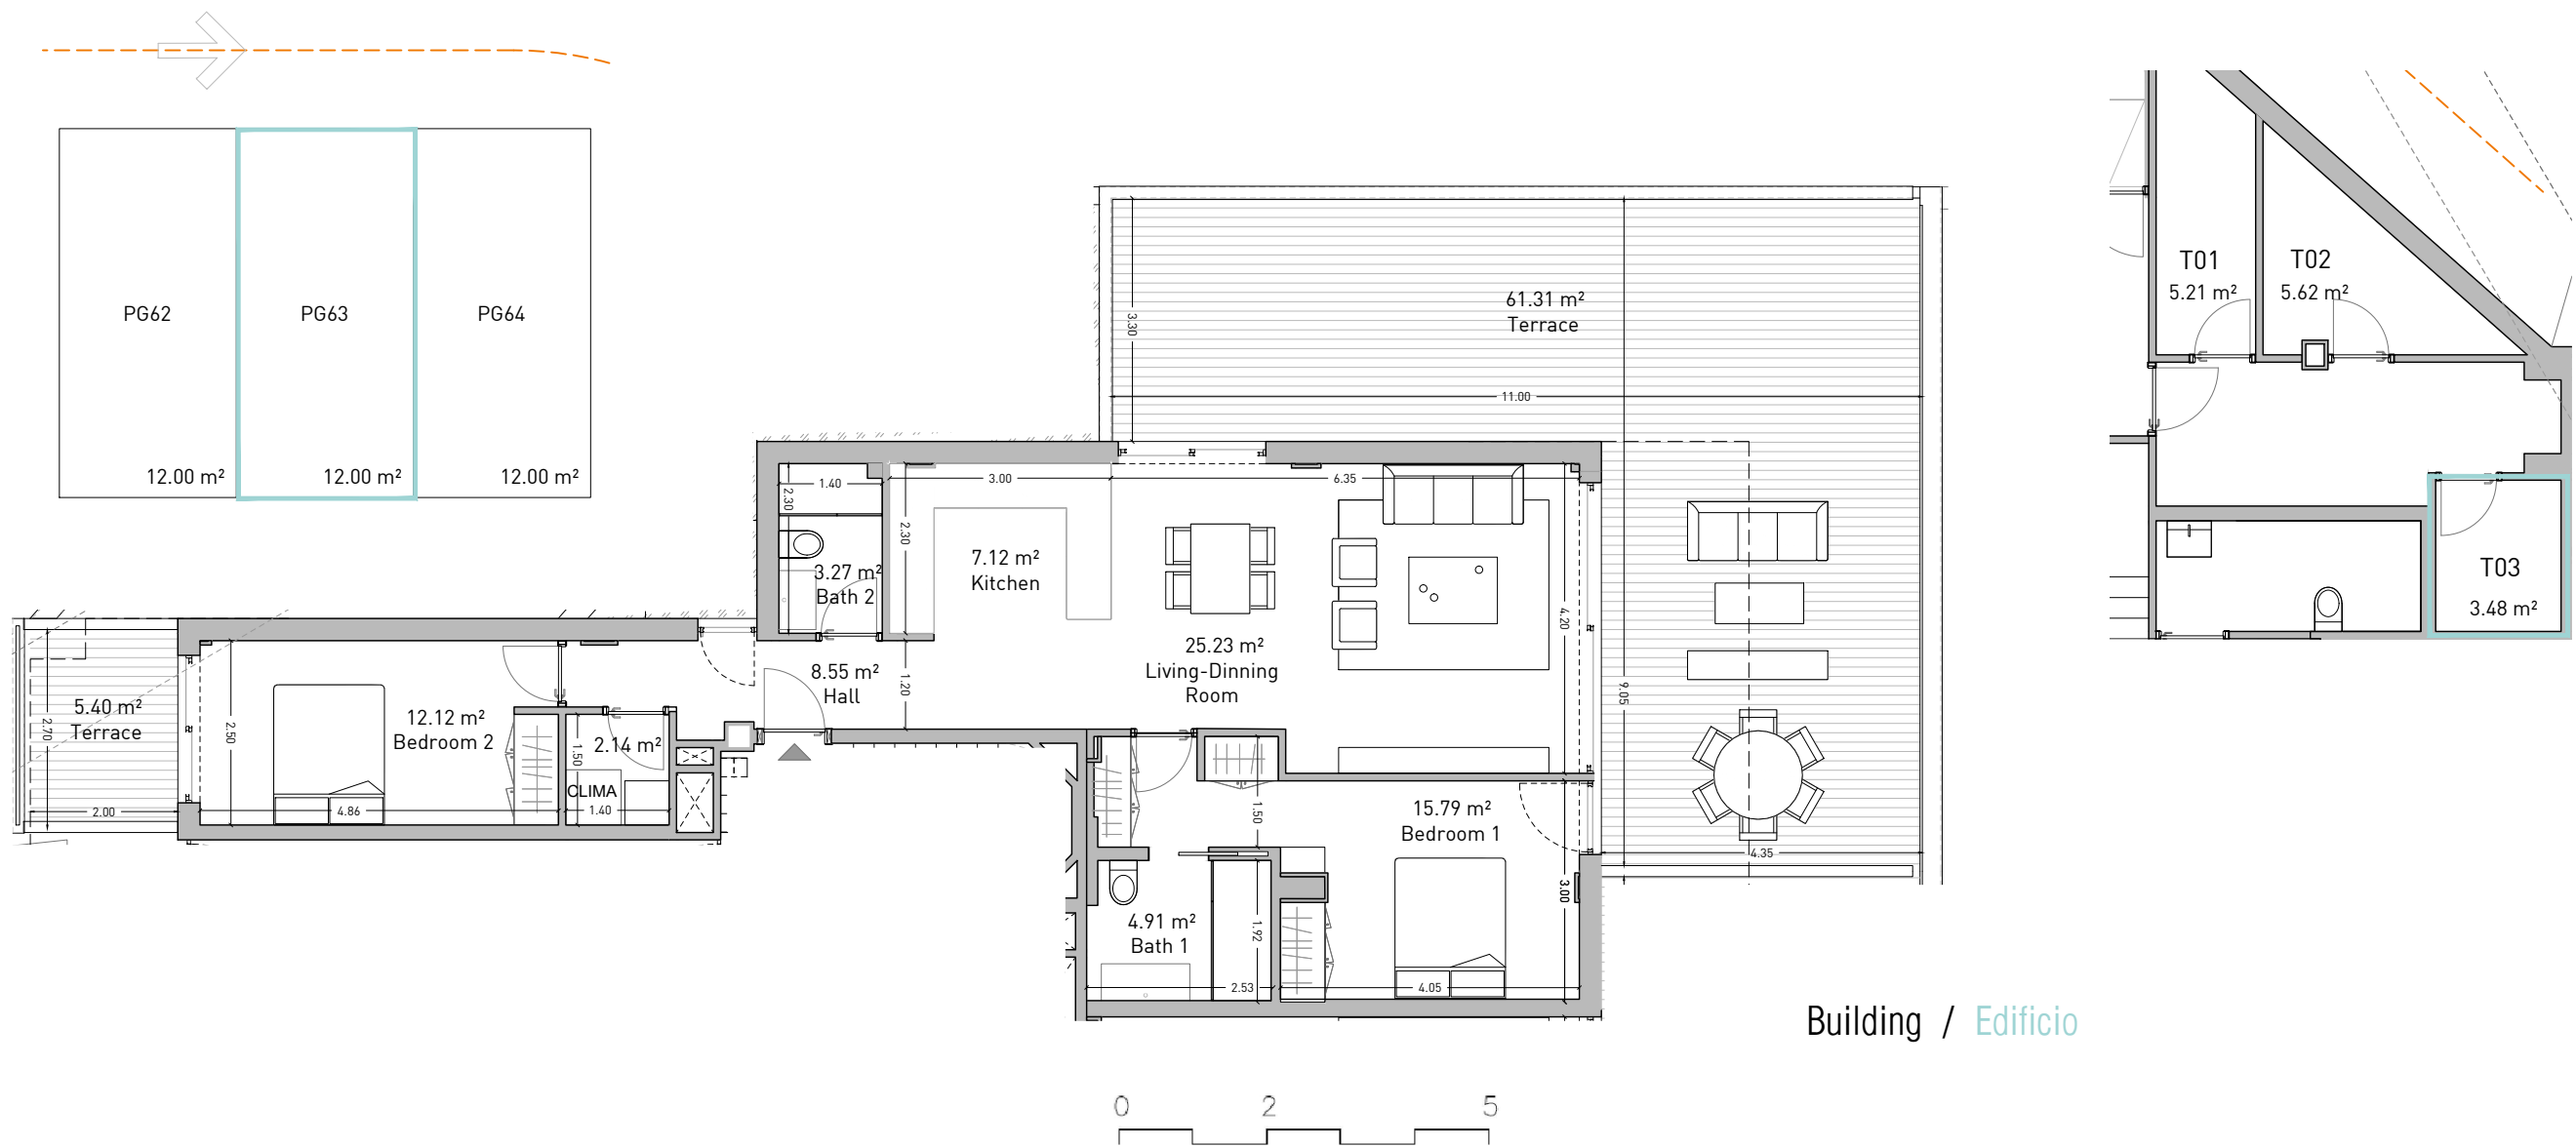 PG62
PG63
PG64
12.00 m²
12.00 m²
12.00 m²
61.31 m²
Terrace
3.30
11.00
9.05
4.35
1.40
2.30
3.27 m²
Bath 2
3.00
2.30
7.12 m²
Kitchen
6.35
4.20
25.23 m²
Living-Dinning
Room
8.55 m²
Hall
1.20
5.40 m²
Terrace
2.70
2.00
2.50
12.12 m²
Bedroom 2
4.86
2.14 m²
1.50
CLIMA
1.40
1.50
15.79 m²
Bedroom 1
3.00
4.05
4.91 m²
Bath 1
1.92
2.53
T01
5.21 m²
T02
5.62 m²
T03
3.48 m²
Building / Edificio
0 2 5